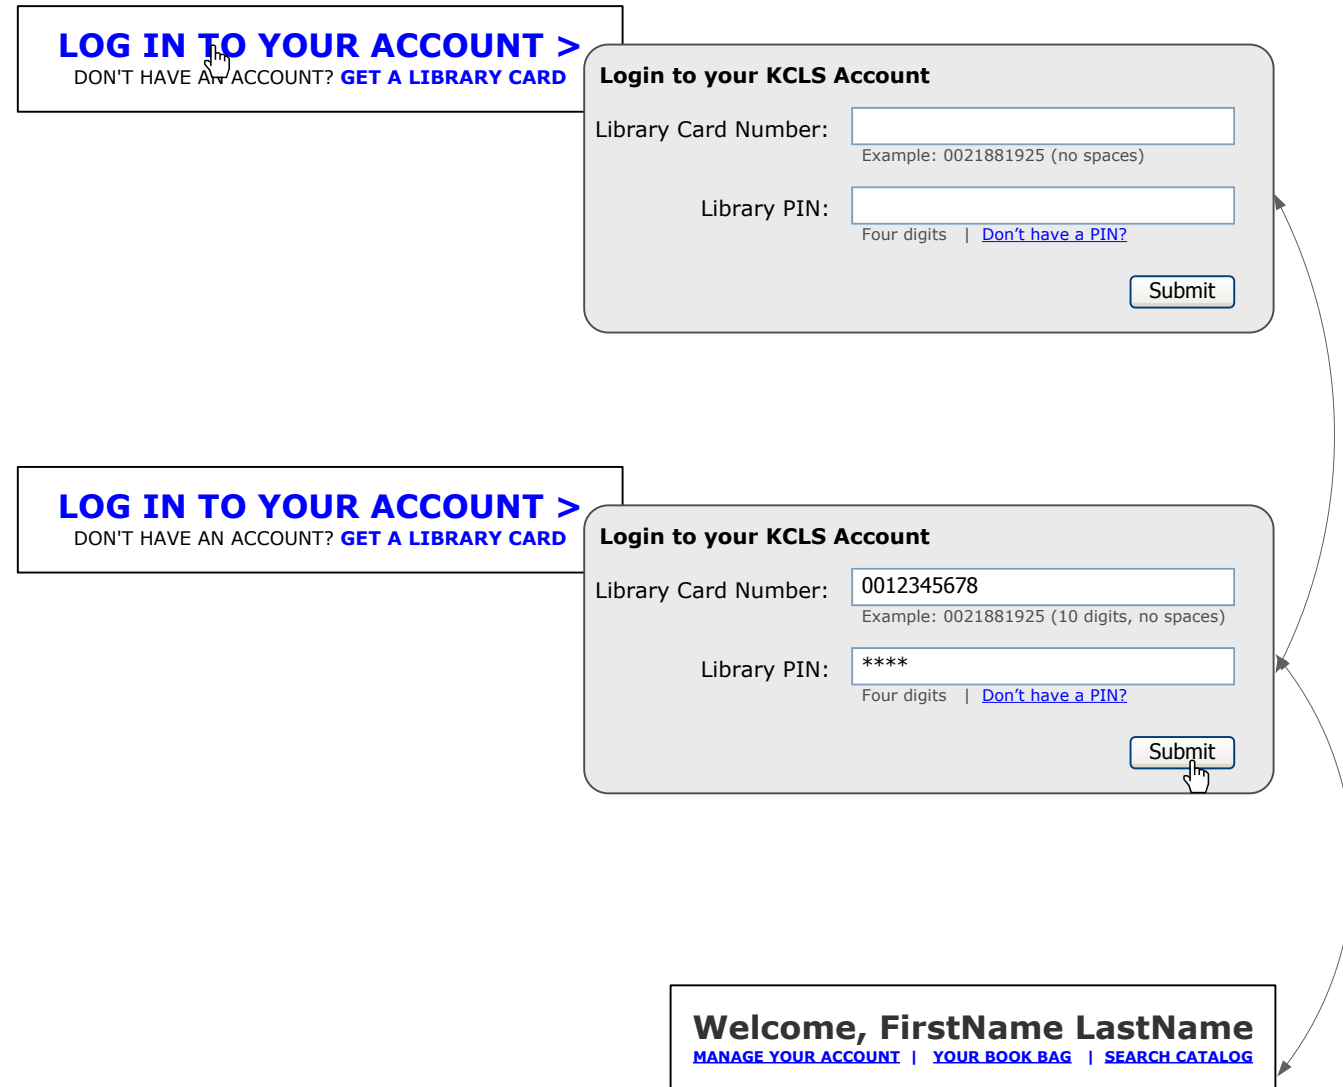 LOG IN TO YOUR ACCOUNT >
DON'T HAVE AN ACCOUNT? GET A LIBRARY CARD
Login to your KCLS Account
Library Card Number:
Example: 0021881925 (no spaces)
Library PIN:
Four digits | Don’t have a PIN?
Submit
LOG IN TO YOUR ACCOUNT >
DON'T HAVE AN ACCOUNT? GET A LIBRARY CARD
Login to your KCLS Account
Library Card Number: 0012345678
Example: 0021881925 (10 digits, no spaces)
Library PIN: ****
Four digits | Don’t have a PIN?
Submit
Welcome, FirstName LastName
MANAGE YOUR ACCOUNT | YOUR BOOK BAG | SEARCH CATALOG